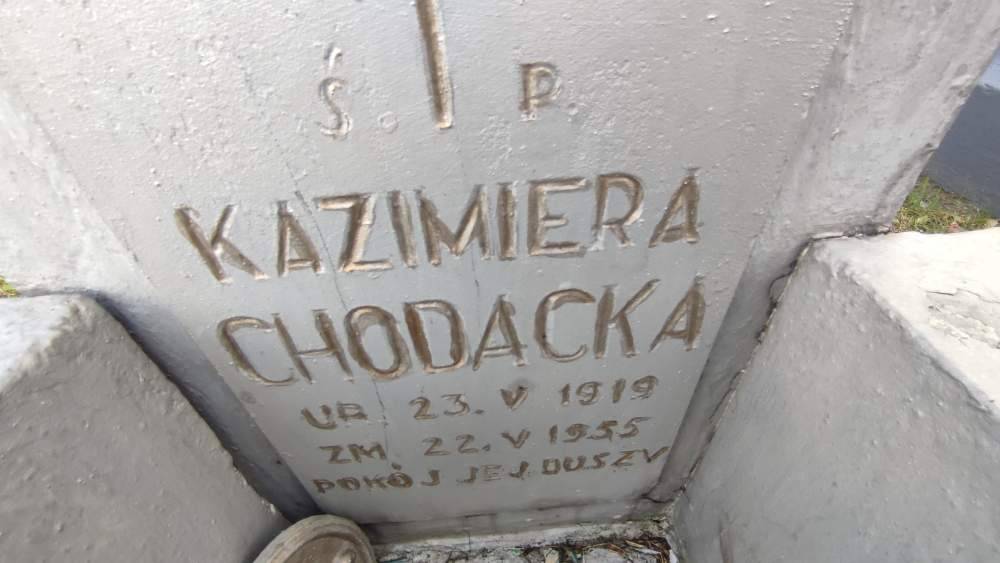 Ś. P.
KAZIMIERA
CHODACKA
UR. 23. V 1919
ZM. 22. V 1955
POKÓJ JEJ DUSZY